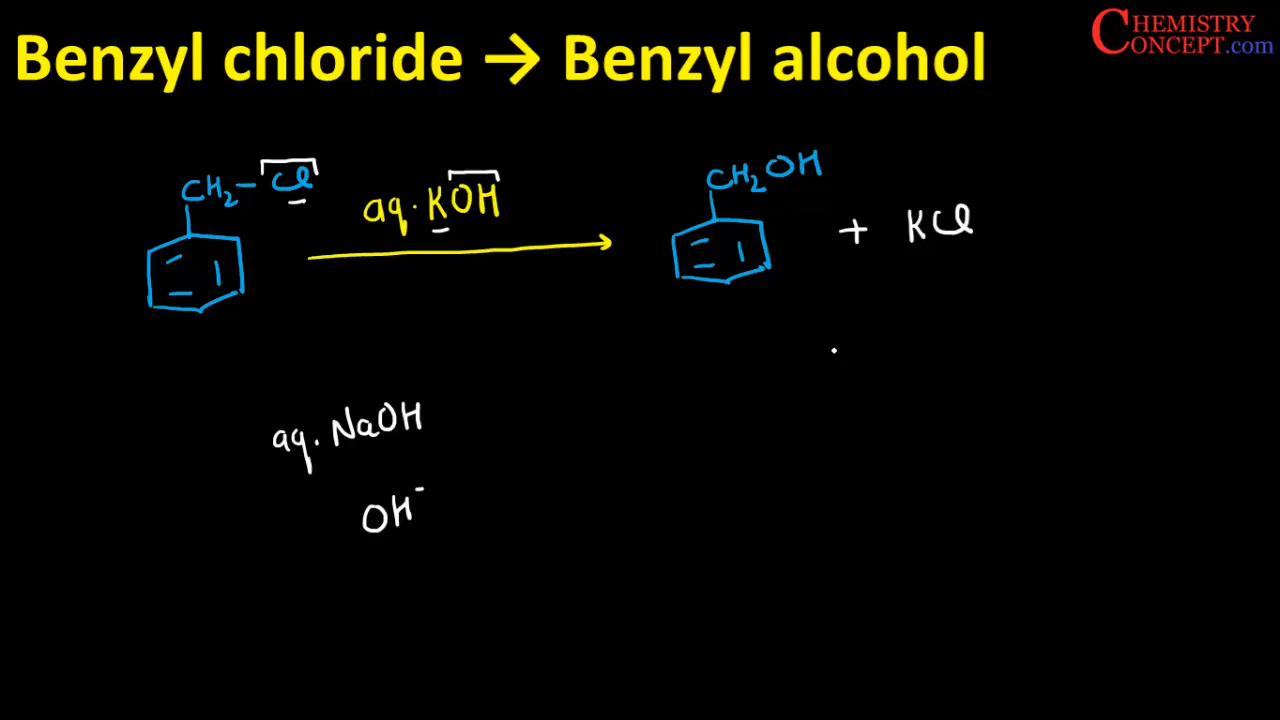 CHEMISTRY
CONCEPT.com
Benzyl chloride → Benzyl alcohol
CH₂–Cl
aq. KOH
CH₂OH
+ KCl
aq. NaOH
OH⁻